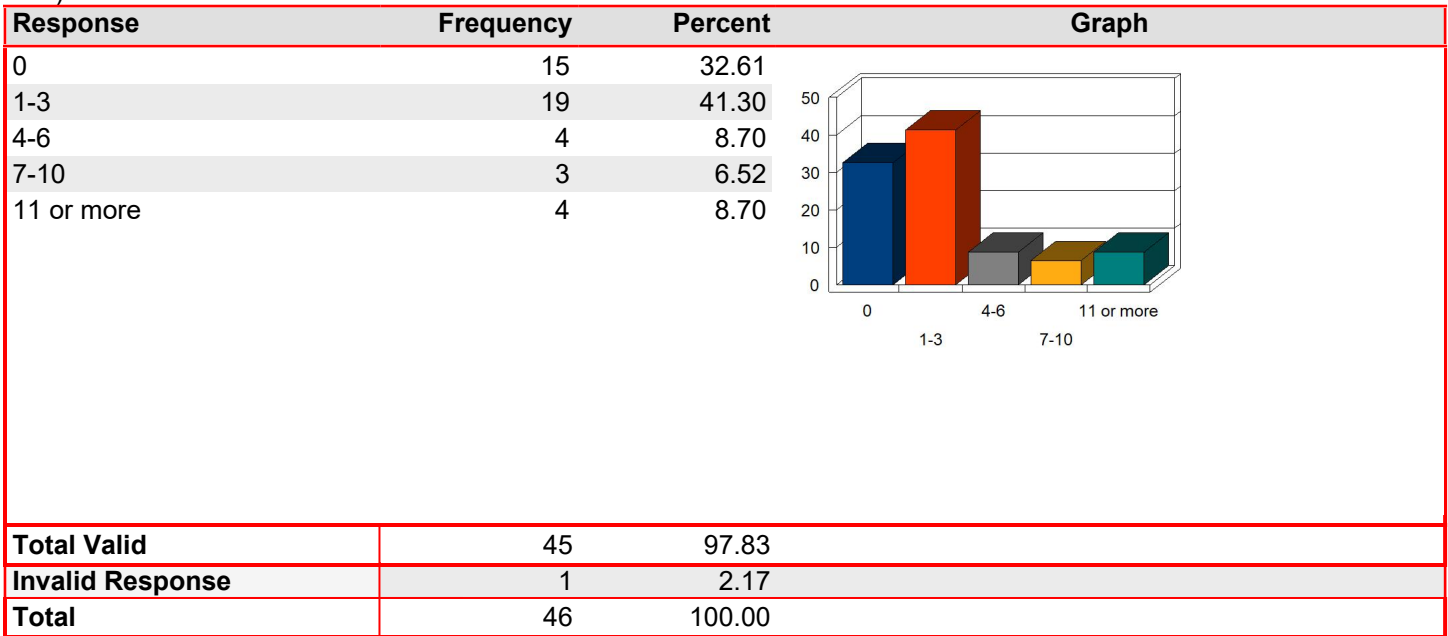 Response Frequency Percent Graph
0 15 32.61
1-3 19 41.30
4-6 4 8.70
7-10 3 6.52
11 or more 4 8.70
50
40
30
20
10
0
0 4-6 11 or more
1-3 7-10
Total Valid 45 97.83
Invalid Response 1 2.17
Total 46 100.00